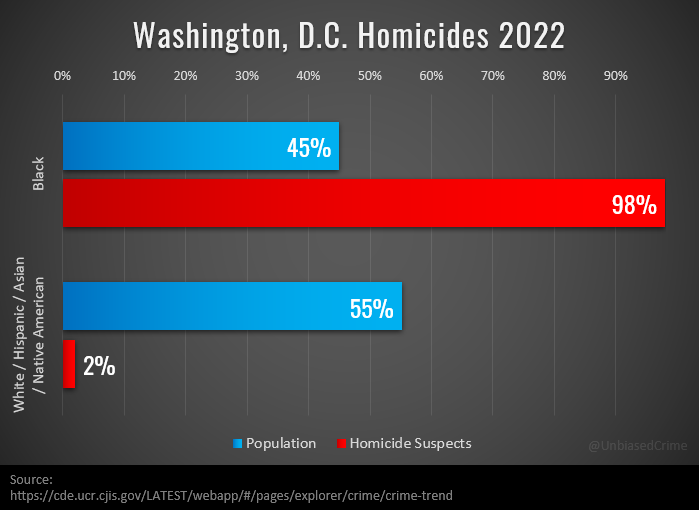 Washington, D.C. Homicides 2022
0% 10% 20% 30% 40% 50% 60% 70% 80% 90%
Black
45%
98%
White / Hispanic / Asian
/ Native American
55%
2%
Population Homicide Suspects
@UnbiasedCrime
Source:
https://cde.ucr.cjis.gov/LATEST/webapp/#/pages/explorer/crime/crime-trend